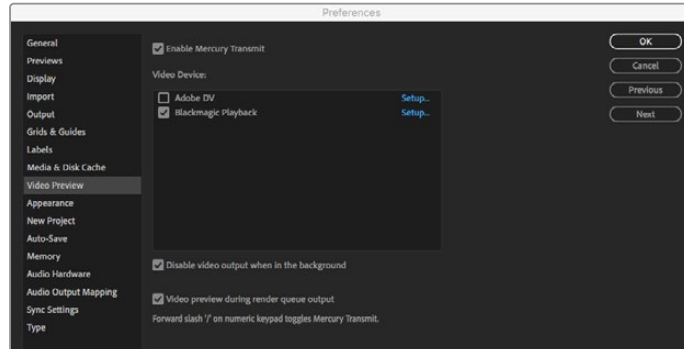 Preferences
General
Previews
Display
Import
Output
Grids & Guides
Labels
Media & Disk Cache
Video Preview
Appearance
New Project
Auto-Save
Memory
Audio Hardware
Audio Output Mapping
Sync Settings
Type
Enable Mercury Transmit
Video Device:
Adobe DV Setup...
Blackmagic Playback Setup...
Disable video output when in the background
Video preview during render queue output
Forward slash '/' on numeric keypad toggles Mercury Transmit.
OK
Cancel
Previous
Next